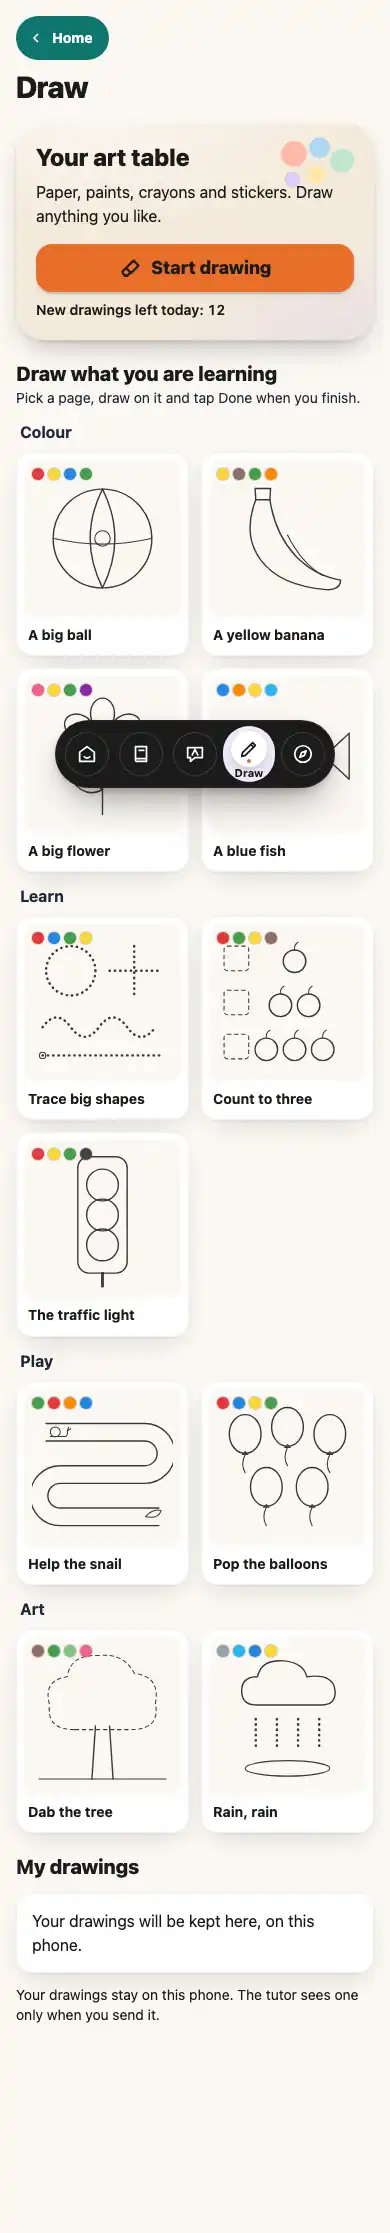 Home
Draw
Your art table
Paper, paints, crayons and stickers. Draw
anything you like.
Start drawing
New drawings left today: 12
Draw what you are learning
Pick a page, draw on it and tap Done when you finish.
Colour
A big ball
A yellow banana
Draw
A big flower
A blue fish
Learn
Trace big shapes
Count to three
The traffic light
Play
Help the snail
Pop the balloons
Art
Dab the tree
Rain, rain
My drawings
Your drawings will be kept here, on this
phone.
Your drawings stay on this phone. The tutor sees one
only when you send it.